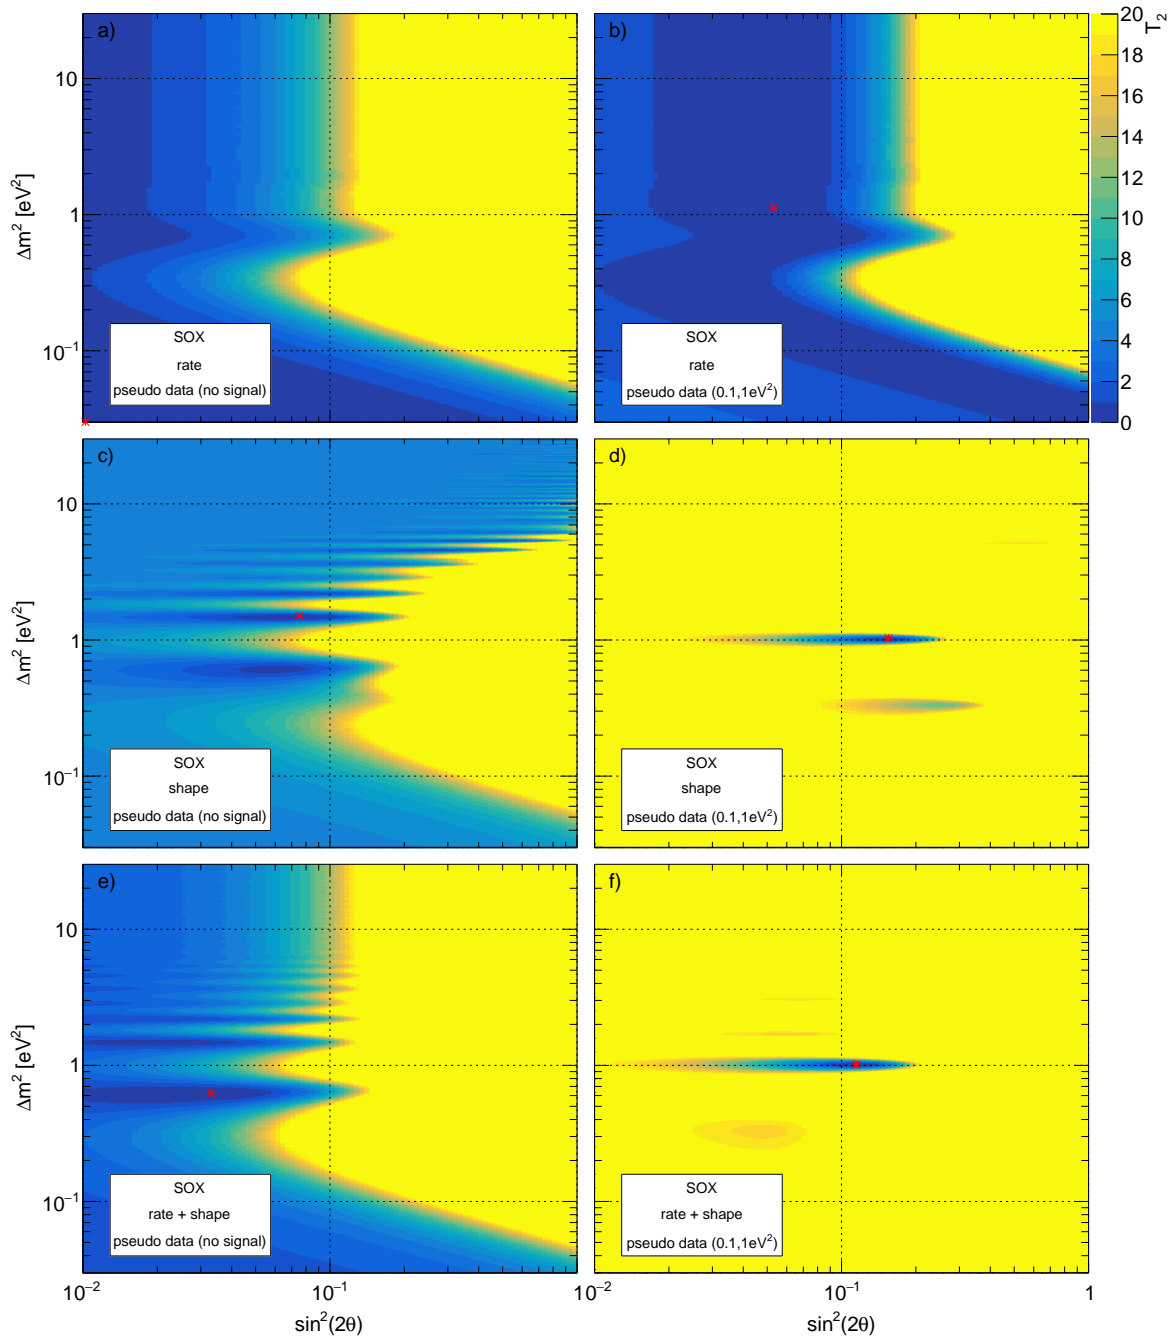 a)
b)
20
18
16
14
12
10
8
6
4
2
0
T₂
10
1
10⁻¹
Δm² [eV²]
SOX
rate
pseudo data (no signal)
SOX
rate
pseudo data (0.1,1eV²)
c)
d)
10
1
10⁻¹
Δm² [eV²]
SOX
shape
pseudo data (no signal)
SOX
shape
pseudo data (0.1,1eV²)
e)
f)
10
1
10⁻¹
Δm² [eV²]
SOX
rate + shape
pseudo data (no signal)
SOX
rate + shape
pseudo data (0.1,1eV²)
10⁻² 10⁻¹ 10⁻² 10⁻¹ 1
sin²(2θ) sin²(2θ)